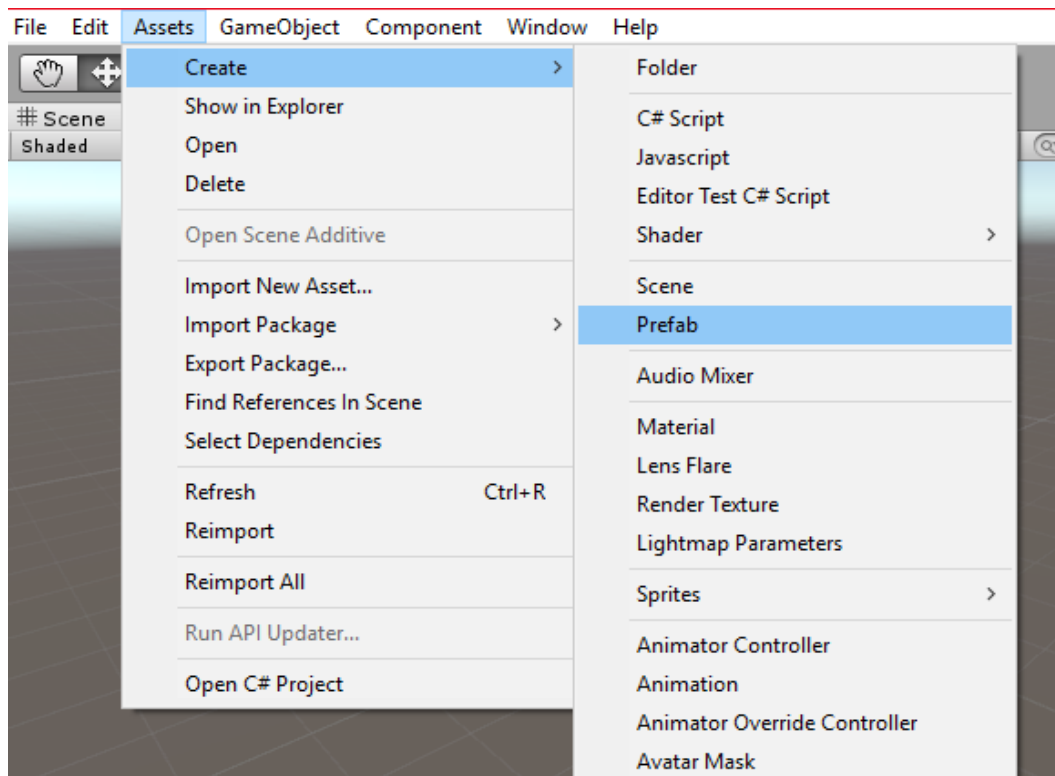 File Edit Assets GameObject Component Window Help
Create
Show in Explorer
Open
Delete
Open Scene Additive
Import New Asset...
Import Package
Export Package...
Find References In Scene
Select Dependencies
Refresh Ctrl+R
Reimport
Reimport All
Run API Updater...
Open C# Project
Folder
C# Script
Javascript
Editor Test C# Script
Shader
Scene
Prefab
Audio Mixer
Material
Lens Flare
Render Texture
Lightmap Parameters
Sprites
Animator Controller
Animation
Animator Override Controller
Avatar Mask
Scene
Shaded